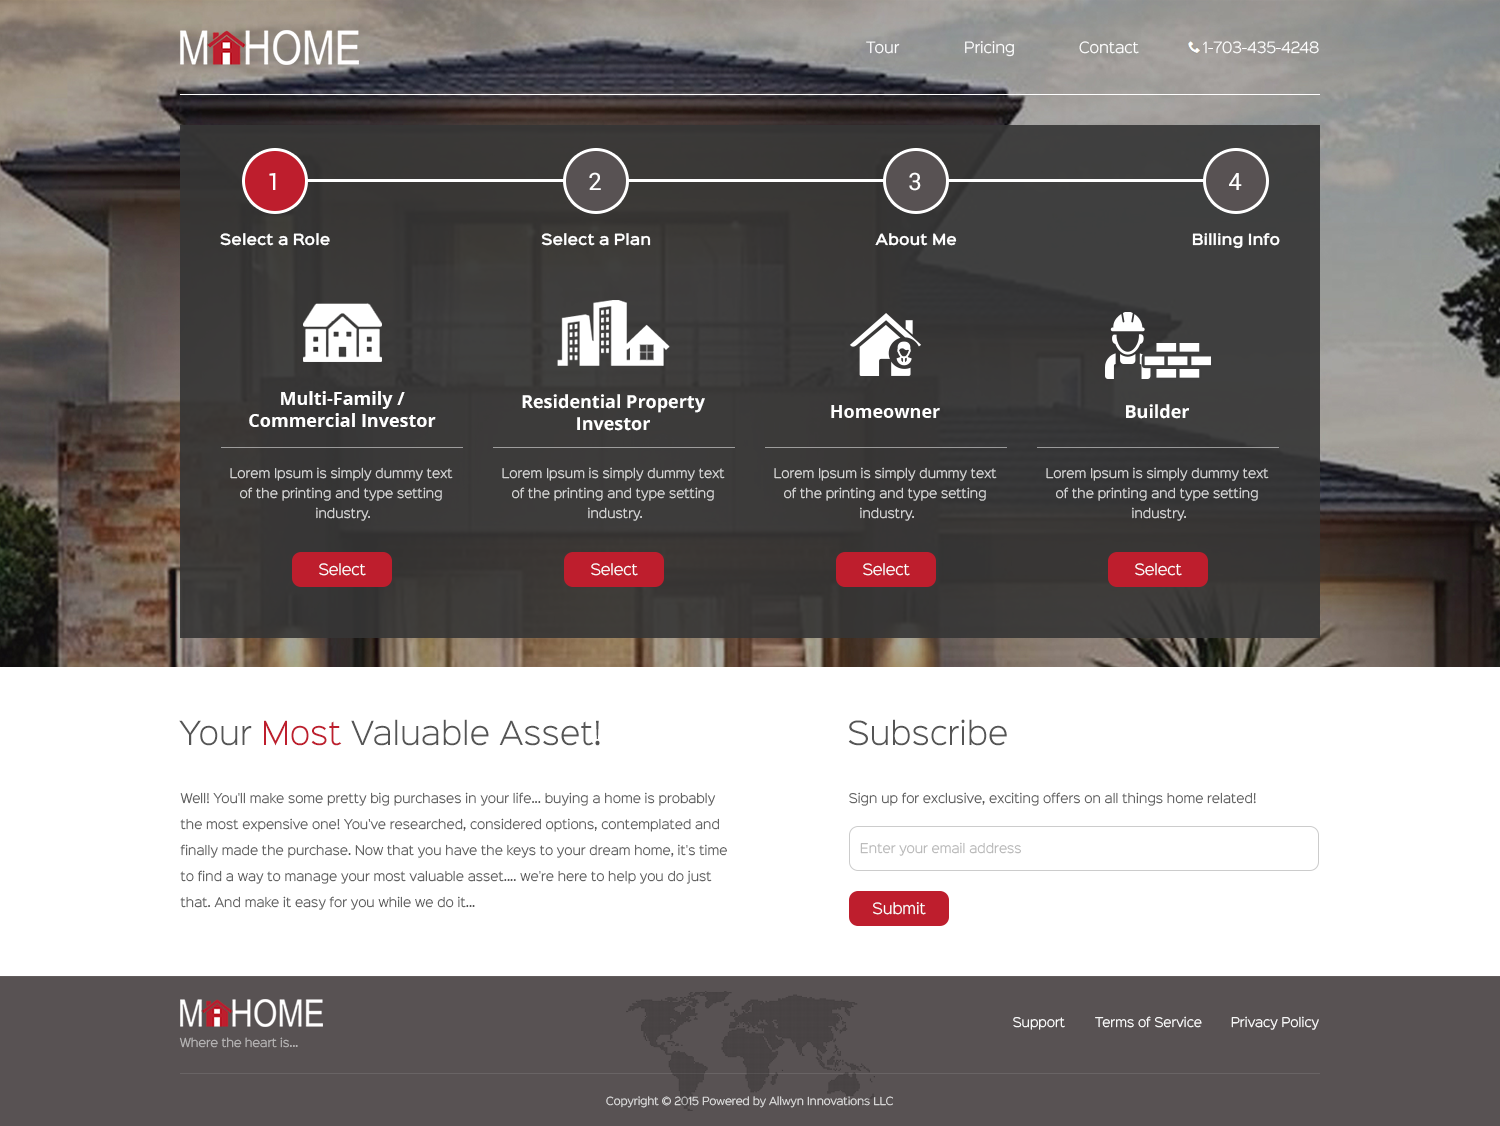 MHOME
Tour
Pricing
Contact
1-703-435-4248
1
2
3
4
Select a Role
Select a Plan
About Me
Billing Info
Multi-Family /
Commercial Investor
Lorem Ipsum is simply dummy text
of the printing and type setting
industry.
Select
Residential Property
Investor
Lorem Ipsum is simply dummy text
of the printing and type setting
industry.
Select
Homeowner
Lorem Ipsum is simply dummy text
of the printing and type setting
industry.
Select
Builder
Lorem Ipsum is simply dummy text
of the printing and type setting
industry.
Select
Your Most Valuable Asset!
Well! You'll make some pretty big purchases in your life... buying a home is probably
the most expensive one! You've researched, considered options, contemplated and
finally made the purchase. Now that you have the keys to your dream home, it's time
to find a way to manage your most valuable asset.... we're here to help you do just
that. And make it easy for you while we do it...
Subscribe
Sign up for exclusive, exciting offers on all things home related!
Enter your email address
Submit
MHOME
Where the heart is...
Support
Terms of Service
Privacy Policy
Copyright © 2015 Powered by Allwyn Innovations LLC